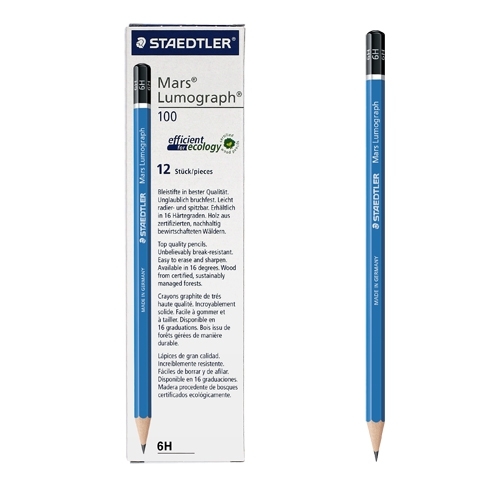 STAEDTLER
Mars®
Lumograph®
100
efficient
for ecology
12 Stück/pieces
Bleistifte in bester Qualität.
Unglaublich bruchfest. Leicht
radier- und spitzbar. Erhältlich
in 16 Härtegraden. Holz aus
zertifizierten, nachhaltig
bewirtschafteten Wäldern.
Top quality pencils.
Unbelievably break-resistant.
Easy to erase and sharpen.
Available in 16 degrees. Wood
from certified, sustainably
managed forests.
Crayons graphite de très
haute qualité. Incroyablement
solide. Facile à gommer et
à tailler. Disponible en
16 graduations. Bois issu de
forêts gérées de manière
durable.
Lápices de gran calidad.
increíblemente resistente.
Fáciles de borrar y de afilar.
Disponible en 16 graduaciones.
Madera procedente de bosques
certificados ecológicamente.
6H
6H
Mars Lumograph
STAEDTLER
MADE IN GERMANY
6H
Mars Lumograph
STAEDTLER
MADE IN GERMANY